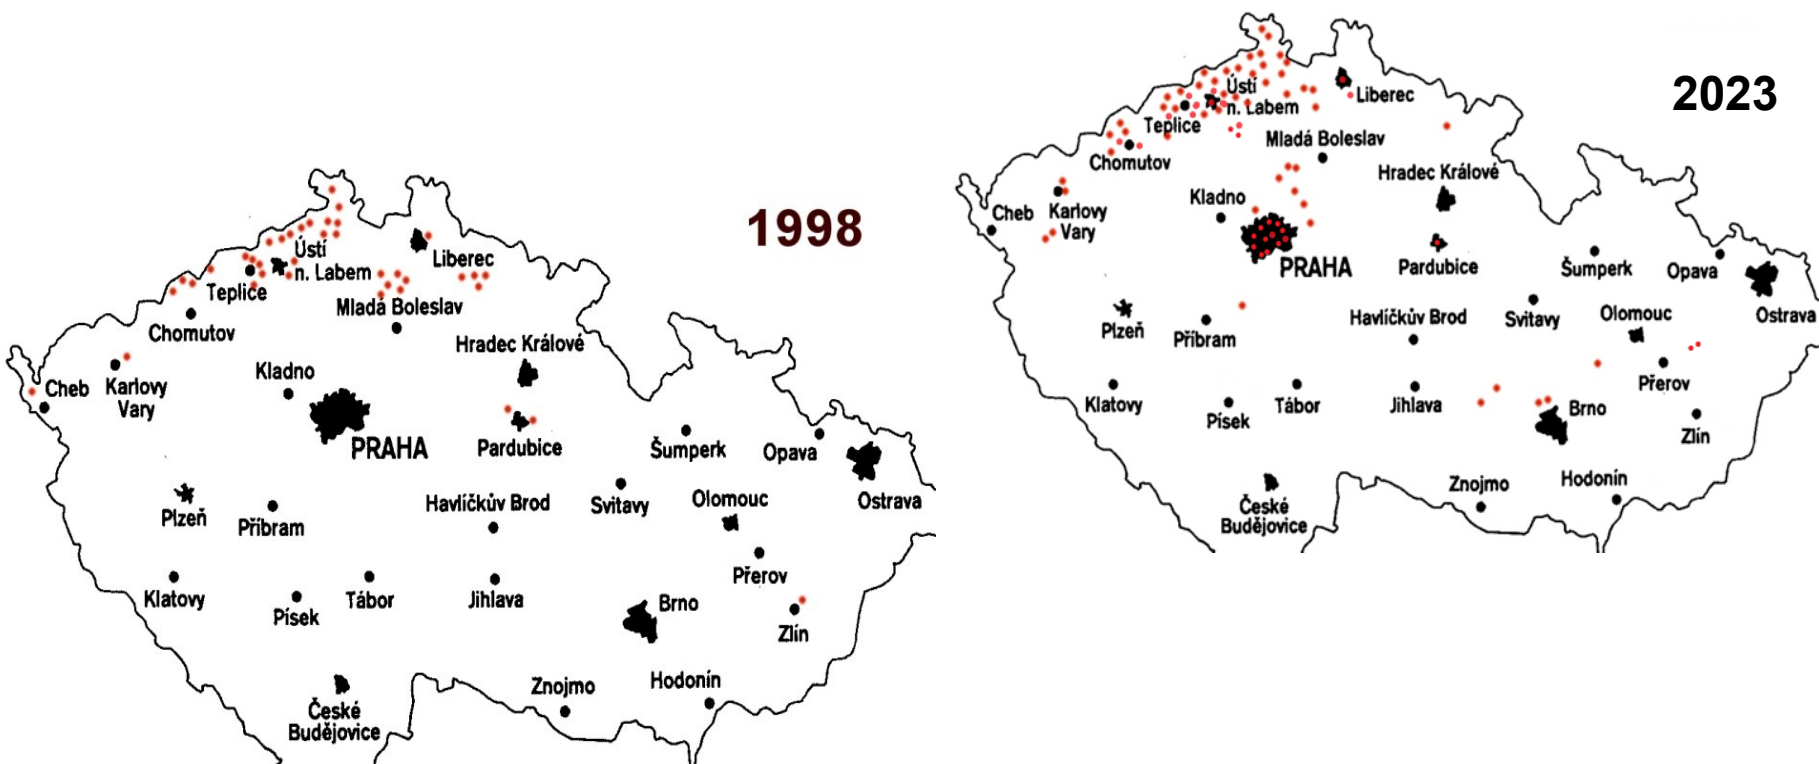 1998
Ústí
n. Labem
Liberec
Teplice
Mladá Boleslav
Chomutov
Hradec Králové
Kladno
Cheb
Karlovy
Vary
PRAHA
Pardubice
Šumperk
Opava
Ostrava
Plzeň
Příbram
Havlíčkův Brod
Svitavy
Olomouc
Přerov
Klatovy
Písek
Tábor
Jihlava
Brno
Zlín
Znojmo
Hodonín
České
Budějovice
2023
Ústí
n. Labem
Liberec
Teplice
Mladá Boleslav
Chomutov
Hradec Králové
Kladno
Cheb
Karlovy
Vary
PRAHA
Pardubice
Šumperk
Opava
Ostrava
Plzeň
Příbram
Havlíčkův Brod
Svitavy
Olomouc
Přerov
Klatovy
Písek
Tábor
Jihlava
Brno
Zlín
Znojmo
Hodonín
České
Budějovice